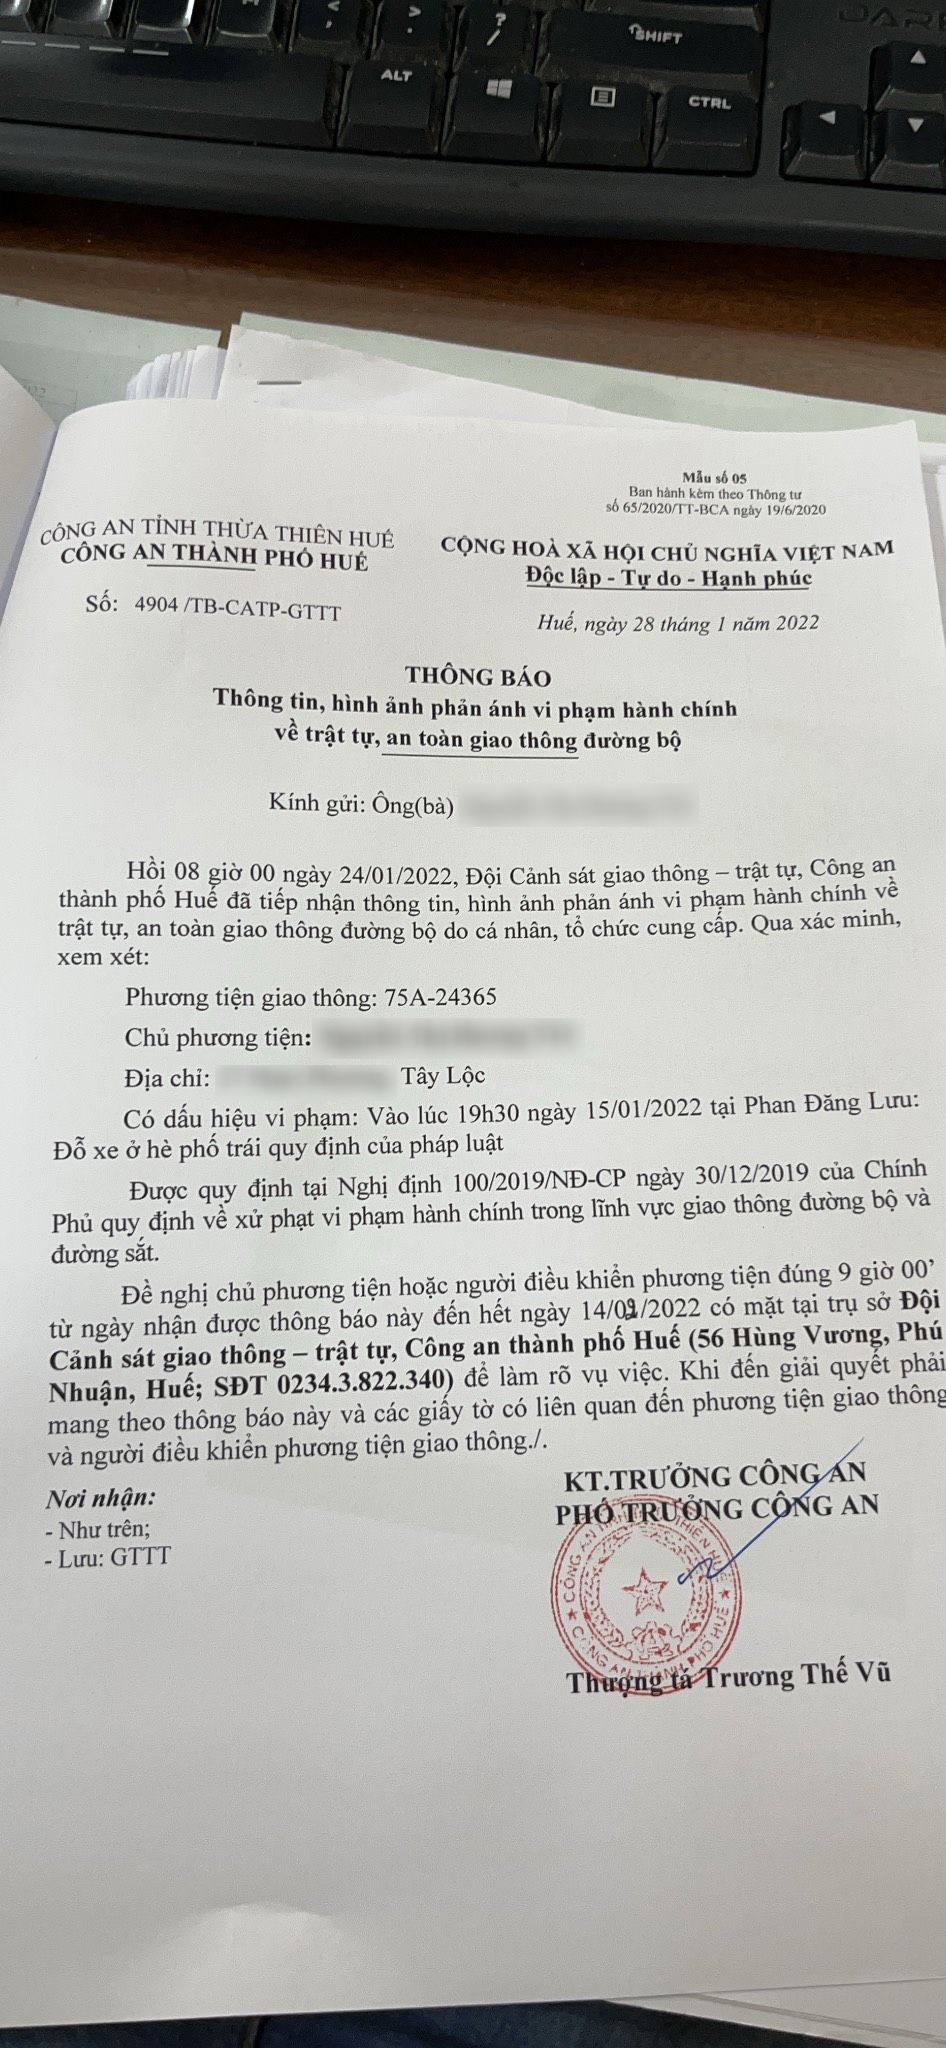 <
,
>
.
?
/
SHIFT
ALT
CTRL
Mẫu số 05
Ban hành kèm theo Thông tư
số 65/2020/TT-BCA ngày 19/6/2020
CÔNG AN TỈNH THỪA THIÊN HUẾ
CÔNG AN THÀNH PHỐ HUẾ
CỘNG HOÀ XÃ HỘI CHỦ NGHĨA VIỆT NAM
Độc lập - Tự do - Hạnh phúc
Số: 4904 /TB-CATP-GTTT
Huế, ngày 28 tháng 1 năm 2022
THÔNG BÁO
Thông tin, hình ảnh phản ánh vi phạm hành chính
về trật tự, an toàn giao thông đường bộ
Kính gửi: Ông(bà)
Hồi 08 giờ 00 ngày 24/01/2022, Đội Cảnh sát giao thông – trật tự, Công an
thành phố Huế đã tiếp nhận thông tin, hình ảnh phản ánh vi phạm hành chính về
trật tự, an toàn giao thông đường bộ do cá nhân, tổ chức cung cấp. Qua xác minh,
xem xét:
Phương tiện giao thông: 75A-24365
Chủ phương tiện:
Địa chỉ: Tây Lộc
Có dấu hiệu vi phạm: Vào lúc 19h30 ngày 15/01/2022 tại Phan Đăng Lưu:
Đỗ xe ở hè phố trái quy định của pháp luật
Được quy định tại Nghị định 100/2019/NĐ-CP ngày 30/12/2019 của Chính
Phủ quy định về xử phạt vi phạm hành chính trong lĩnh vực giao thông đường bộ và
đường sắt.
Đề nghị chủ phương tiện hoặc người điều khiển phương tiện đúng 9 giờ 00’
từ ngày nhận được thông báo này đến hết ngày 14/02/2022 có mặt tại trụ sở Đội
Cảnh sát giao thông – trật tự, Công an thành phố Huế (56 Hùng Vương, Phú
Nhuận, Huế; SĐT 0234.3.822.340) để làm rõ vụ việc. Khi đến giải quyết phải
mang theo thông báo này và các giấy tờ có liên quan đến phương tiện giao thông
và người điều khiển phương tiện giao thông./.
Nơi nhận:
- Như trên;
- Lưu: GTTT
KT.TRƯỞNG CÔNG AN
PHÓ TRƯỞNG CÔNG AN
CÔNG AN THÀNH PHỐ HUẾ
Thượng tá Trương Thế Vũ